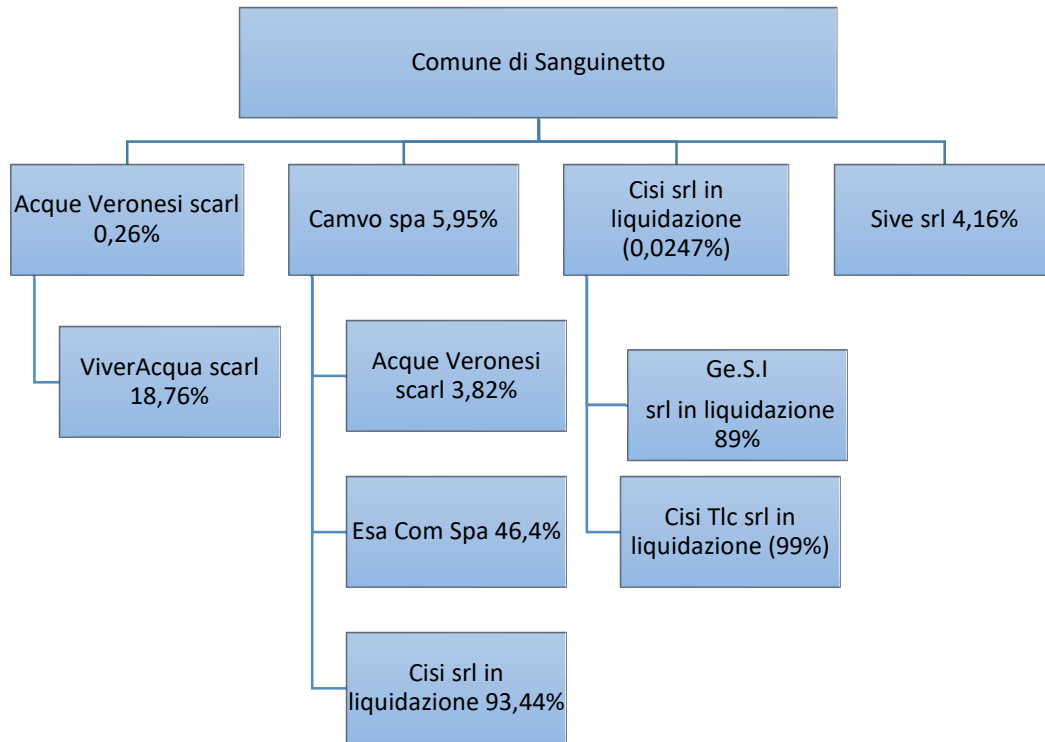 Comune di Sanguinetto
Acque Veronesi scarl
0,26%
Camvo spa 5,95%
Cisi srl in
liquidazione
(0,0247%)
Sive srl 4,16%
ViverAcqua scarl
18,76%
Acque Veronesi
scarl 3,82%
Ge.S.I
srl in liquidazione
89%
Esa Com Spa 46,4%
Cisi Tlc srl in
liquidazione (99%)
Cisi srl in
liquidazione 93,44%